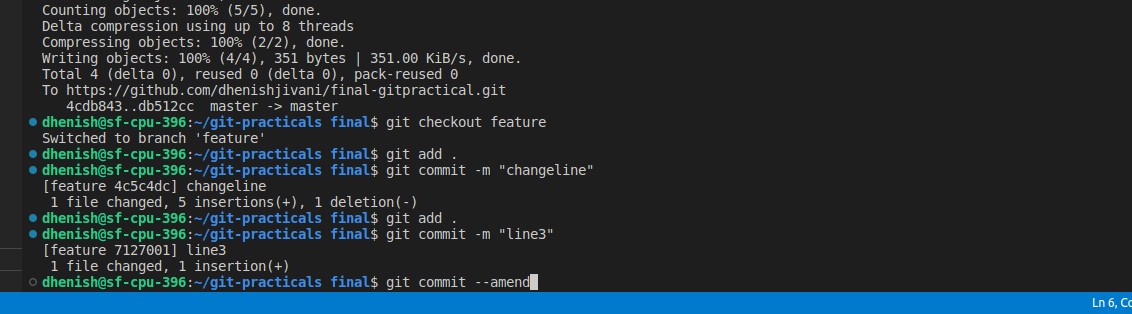 Counting objects: 100% (5/5), done.
Delta compression using up to 8 threads
Compressing objects: 100% (2/2), done.
Writing objects: 100% (4/4), 351 bytes | 351.00 KiB/s, done.
Total 4 (delta 0), reused 0 (delta 0), pack-reused 0
To https://github.com/dhenishjivani/final-gitpractical.git
   4cdb843..db512cc  master -> master
dhenish@sf-cpu-396:~/git-practicals final$ git checkout feature
Switched to branch 'feature'
dhenish@sf-cpu-396:~/git-practicals final$ git add .
dhenish@sf-cpu-396:~/git-practicals final$ git commit -m "changeline"
[feature 4c5c4dc] changeline
 1 file changed, 5 insertions(+), 1 deletion(-)
dhenish@sf-cpu-396:~/git-practicals final$ git add .
dhenish@sf-cpu-396:~/git-practicals final$ git commit -m "line3"
[feature 7127001] line3
 1 file changed, 1 insertion(+)
dhenish@sf-cpu-396:~/git-practicals final$ git commit --amend
Ln 6, Co